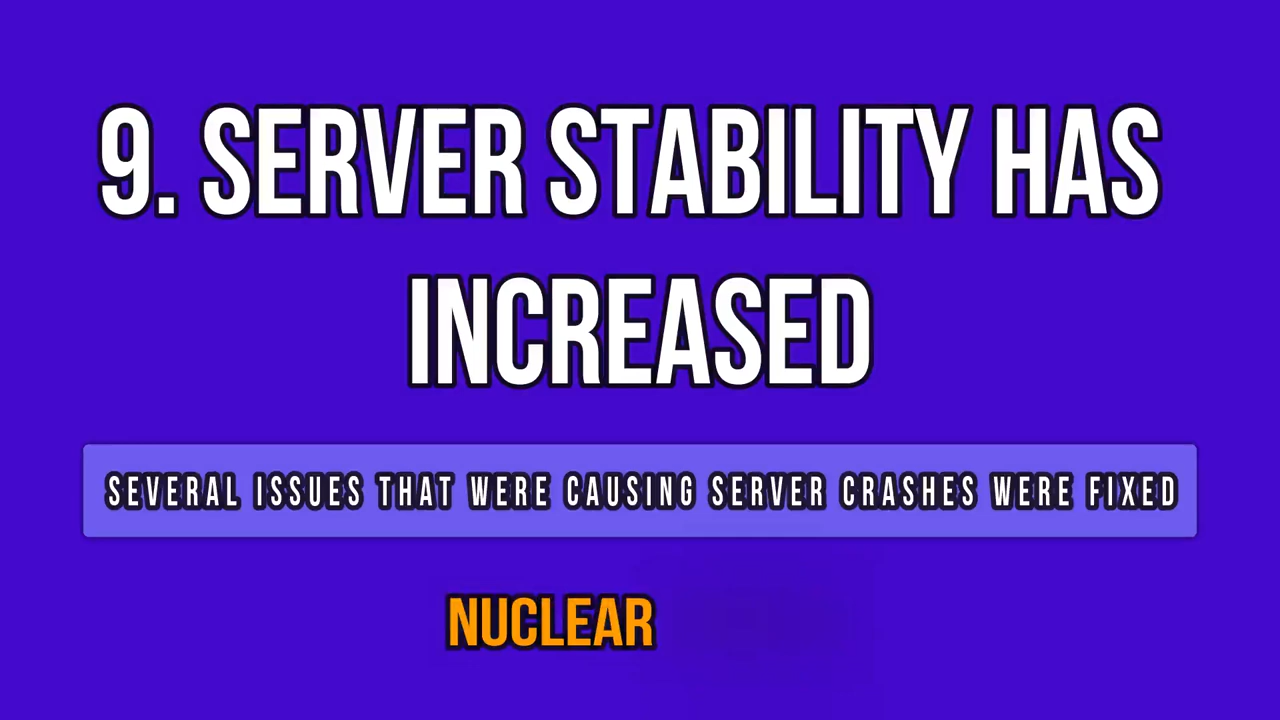 9. SERVER STABILITY HAS
INCREASED
SEVERAL ISSUES THAT WERE CAUSING SERVER CRASHES WERE FIXED
NUCLEAR